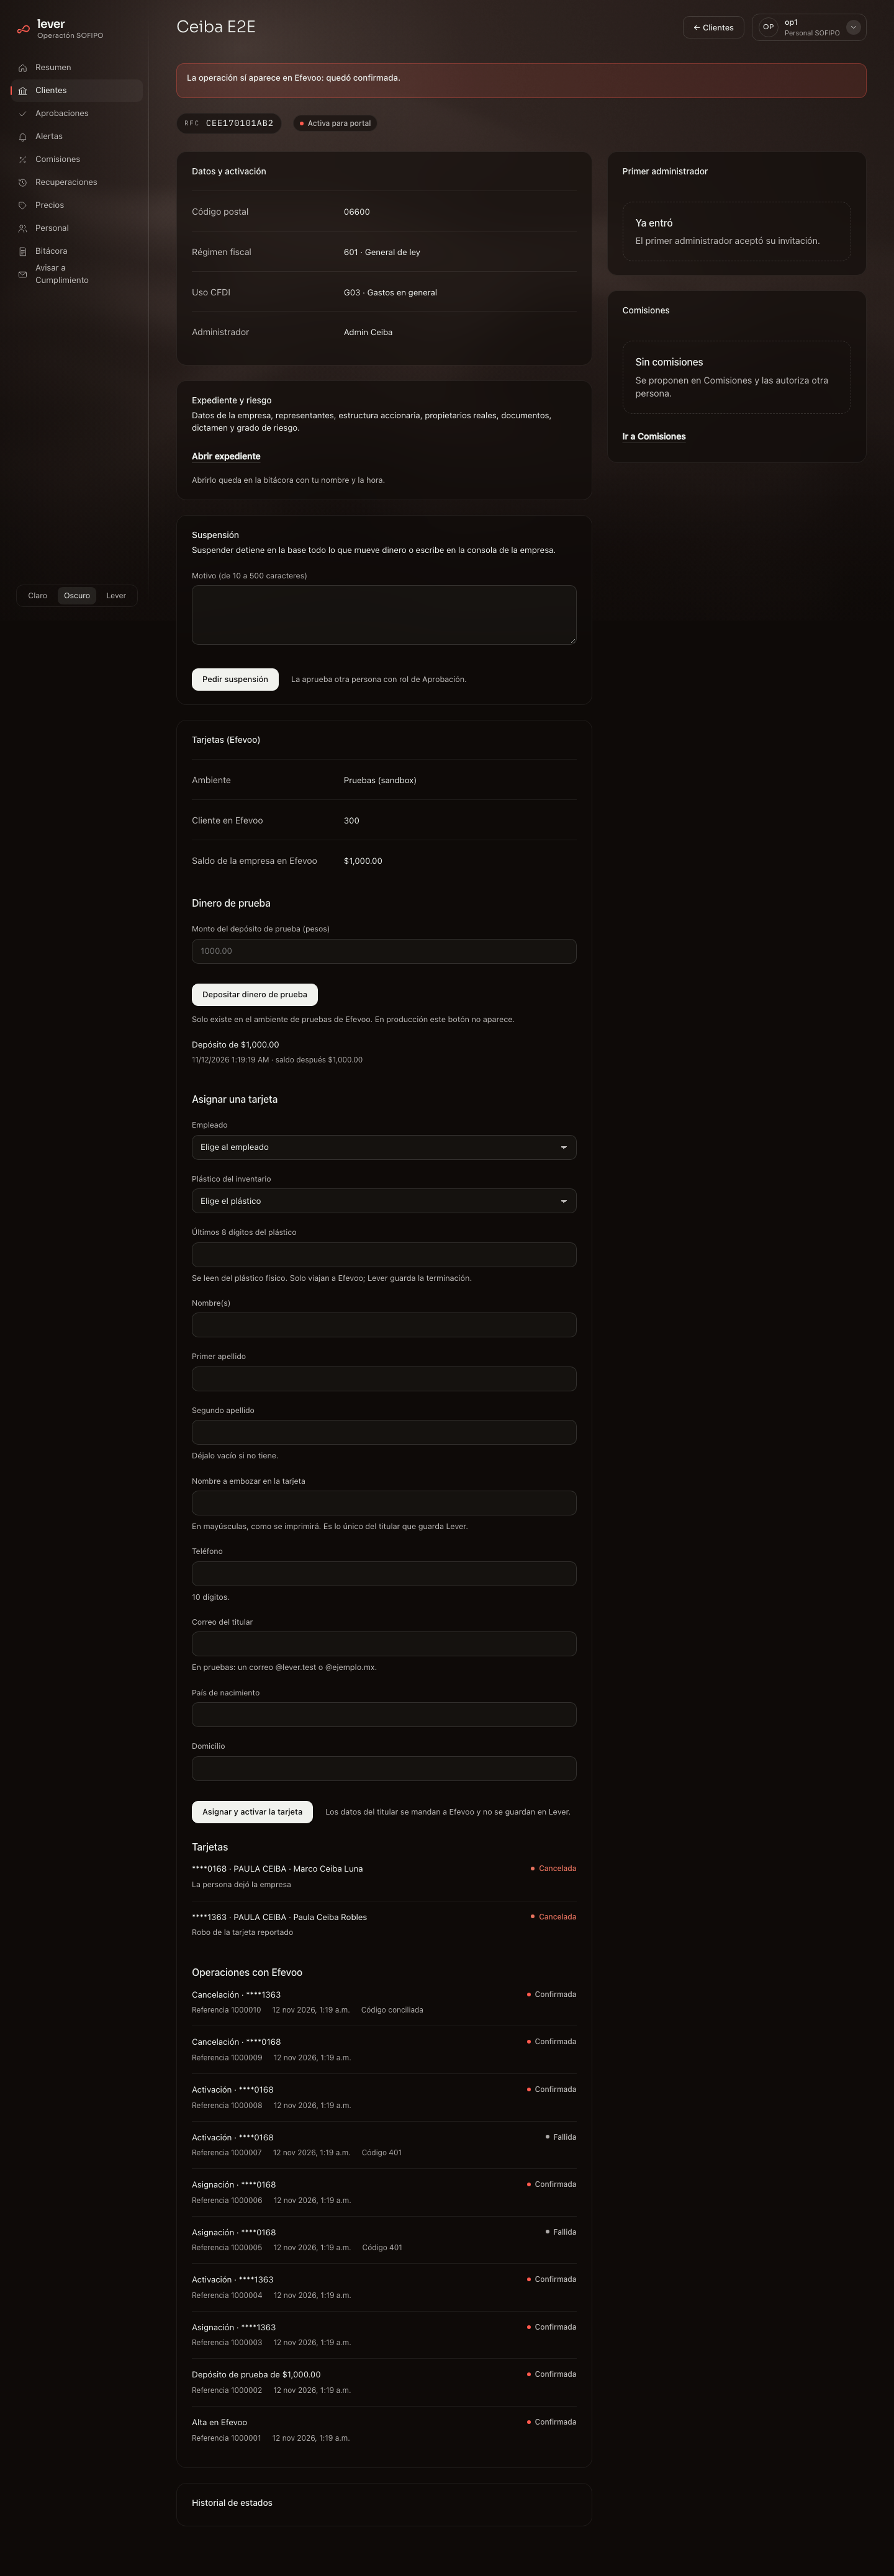 lever
Operación SOFIPO
Resumen
Clientes
Aprobaciones
Alertas
Comisiones
Recuperaciones
Precios
Personal
Bitácora
Avisar a
Cumplimiento
Claro
Oscuro
Lever
Ceiba E2E
← Clientes
OP
op1
Personal SOFIPO
La operación sí aparece en Efevoo: quedó confirmada.
RFC CEE170101AB2
Activa para portal
Datos y activación
Código postal 06600
Régimen fiscal 601 · General de ley
Uso CFDI G03 · Gastos en general
Administrador Admin Ceiba
Expediente y riesgo
Datos de la empresa, representantes, estructura accionaria, propietarios reales, documentos,
dictamen y grado de riesgo.
Abrir expediente
Abrirlo queda en la bitácora con tu nombre y la hora.
Suspensión
Suspender detiene en la base todo lo que mueve dinero o escribe en la consola de la empresa.
Motivo (de 10 a 500 caracteres)
Pedir suspensión
La aprueba otra persona con rol de Aprobación.
Tarjetas (Efevoo)
Ambiente Pruebas (sandbox)
Cliente en Efevoo 300
Saldo de la empresa en Efevoo $1,000.00
Dinero de prueba
Monto del depósito de prueba (pesos)
1000.00
Depositar dinero de prueba
Solo existe en el ambiente de pruebas de Efevoo. En producción este botón no aparece.
Depósito de $1,000.00
11/12/2026 1:19:19 AM · saldo después $1,000.00
Asignar una tarjeta
Empleado
Elige al empleado
Plástico del inventario
Elige el plástico
Últimos 8 dígitos del plástico
Se leen del plástico físico. Solo viajan a Efevoo; Lever guarda la terminación.
Nombre(s)
Primer apellido
Segundo apellido
Déjalo vacío si no tiene.
Nombre a embozar en la tarjeta
En mayúsculas, como se imprimirá. Es lo único del titular que guarda Lever.
Teléfono
10 dígitos.
Correo del titular
En pruebas: un correo @lever.test o @ejemplo.mx.
País de nacimiento
Domicilio
Asignar y activar la tarjeta
Los datos del titular se mandan a Efevoo y no se guardan en Lever.
Tarjetas
****0168 · PAULA CEIBA · Marco Ceiba Luna
Cancelada
La persona dejó la empresa
****1363 · PAULA CEIBA · Paula Ceiba Robles
Cancelada
Robo de la tarjeta reportado
Operaciones con Efevoo
Cancelación · ****1363
Confirmada
Referencia 1000010 12 nov 2026, 1:19 a.m. Código conciliada
Cancelación · ****0168
Confirmada
Referencia 1000009 12 nov 2026, 1:19 a.m.
Activación · ****0168
Confirmada
Referencia 1000008 12 nov 2026, 1:19 a.m.
Activación · ****0168
Fallida
Referencia 1000007 12 nov 2026, 1:19 a.m. Código 401
Asignación · ****0168
Confirmada
Referencia 1000006 12 nov 2026, 1:19 a.m.
Asignación · ****0168
Fallida
Referencia 1000005 12 nov 2026, 1:19 a.m. Código 401
Activación · ****1363
Confirmada
Referencia 1000004 12 nov 2026, 1:19 a.m.
Asignación · ****1363
Confirmada
Referencia 1000003 12 nov 2026, 1:19 a.m.
Depósito de prueba de $1,000.00
Confirmada
Referencia 1000002 12 nov 2026, 1:19 a.m.
Alta en Efevoo
Confirmada
Referencia 1000001 12 nov 2026, 1:19 a.m.
Historial de estados
Primer administrador
Ya entró
El primer administrador aceptó su invitación.
Comisiones
Sin comisiones
Se proponen en Comisiones y las autoriza otra
persona.
Ir a Comisiones